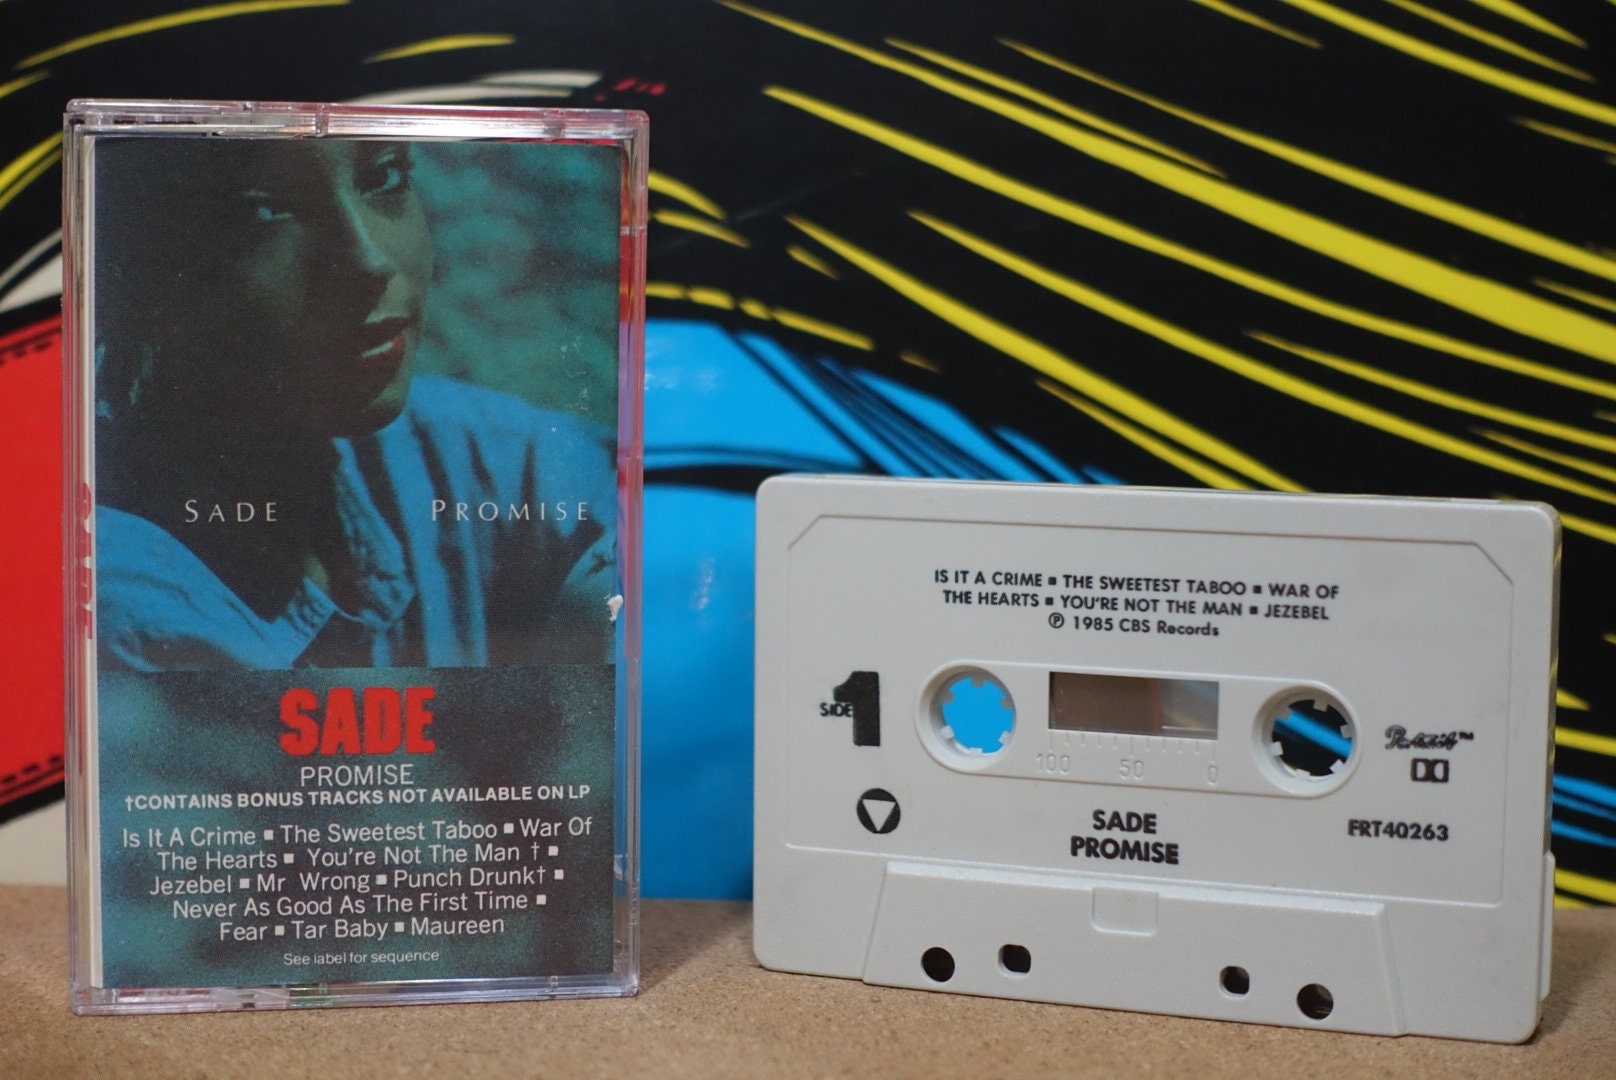 SADE PROMISE
SADE
PROMISE
†CONTAINS BONUS TRACKS NOT AVAILABLE ON LP
Is It A Crime ■ The Sweetest Taboo ■ War Of
The Hearts ■ You're Not The Man † ■
Jezebel ■ Mr Wrong ■ Punch Drunk† ■
Never As Good As The First Time ■
Fear ■ Tar Baby ■ Maureen
See label for sequence
IS IT A CRIME ■ THE SWEETEST TABOO ■ WAR OF
THE HEARTS ■ YOU'RE NOT THE MAN ■ JEZEBEL
℗ 1985 CBS Records
SIDE 1
100 50 0
Portrait™
SADE
PROMISE
FRT40263